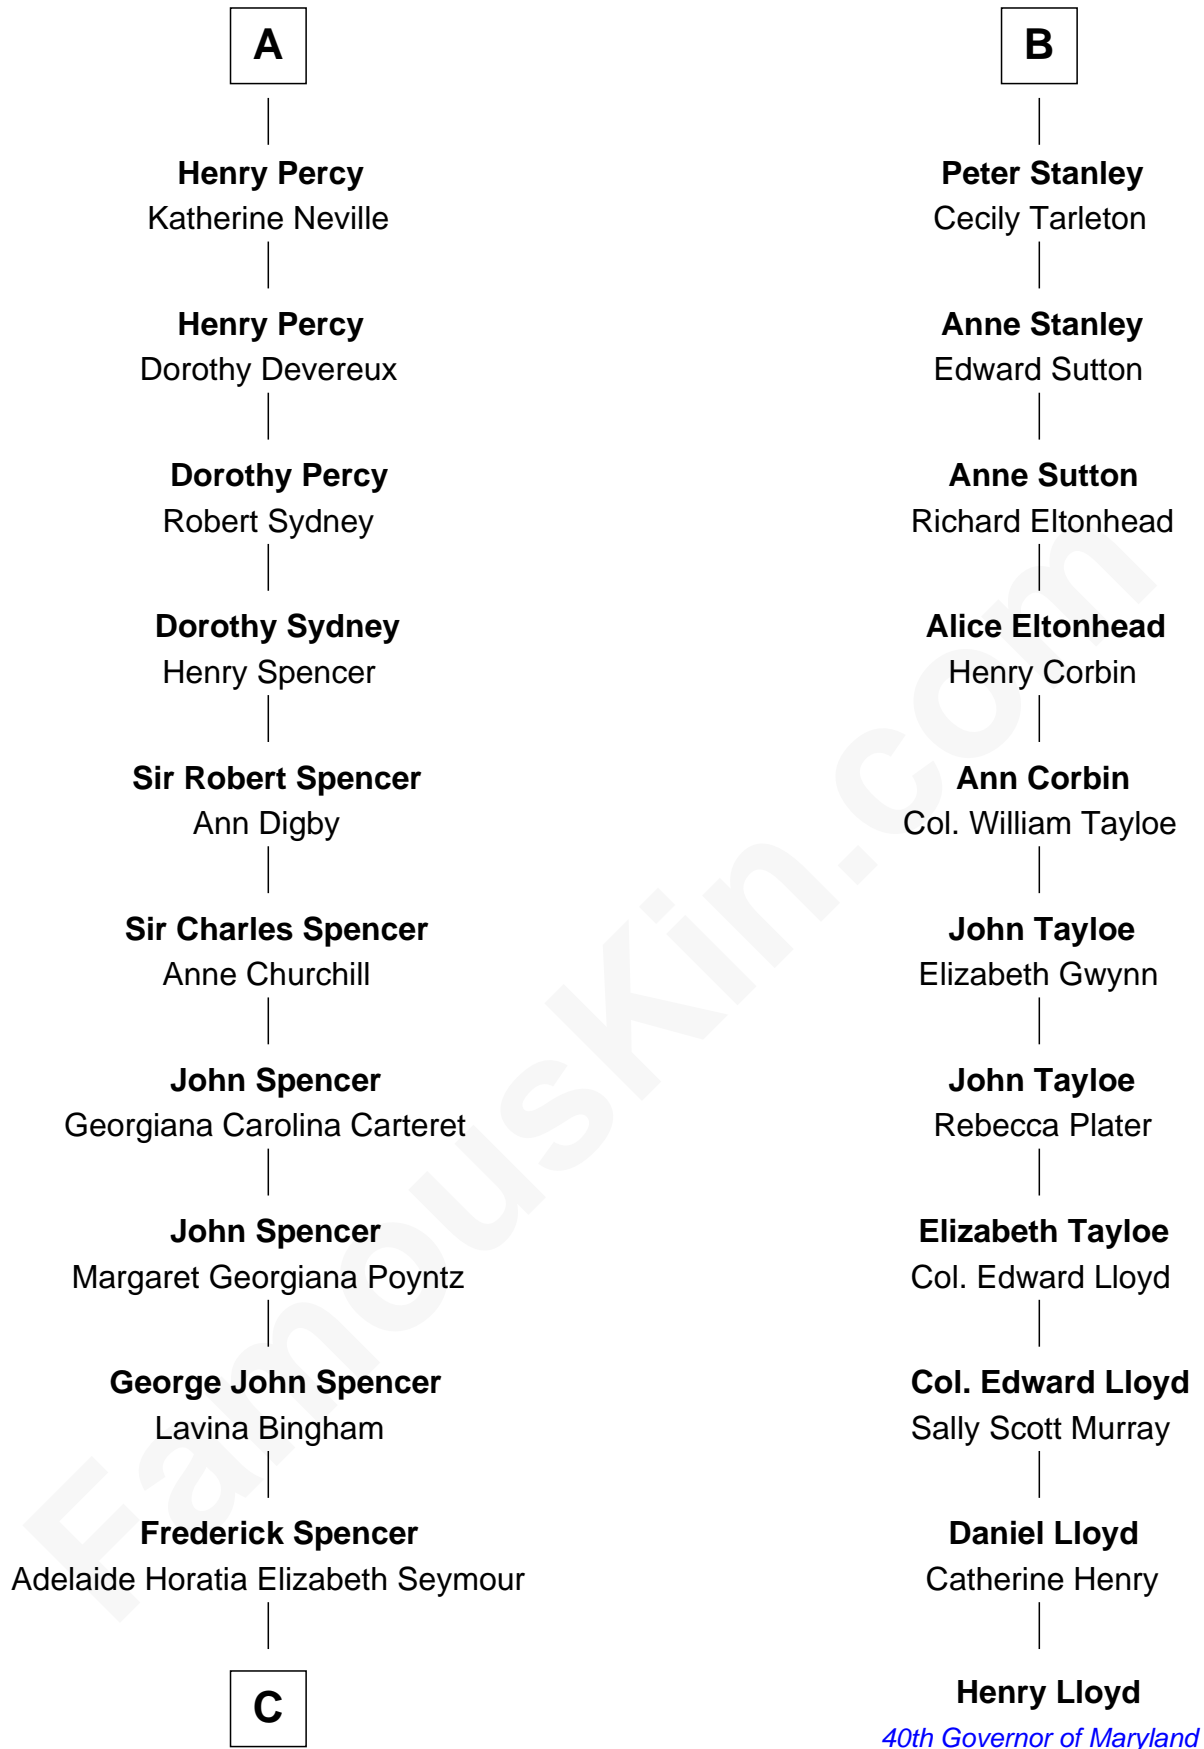 A
Henry Percy
Katherine Neville
Henry Percy
Dorothy Devereux
Dorothy Percy
Robert Sydney
Dorothy Sydney
Henry Spencer
Sir Robert Spencer
Ann Digby
Sir Charles Spencer
Anne Churchill
John Spencer
Georgiana Carolina Carteret
John Spencer
Margaret Georgiana Poyntz
George John Spencer
Lavina Bingham
Frederick Spencer
Adelaide Horatia Elizabeth Seymour
C
B
Peter Stanley
Cecily Tarleton
Anne Stanley
Edward Sutton
Anne Sutton
Richard Eltonhead
Alice Eltonhead
Henry Corbin
Ann Corbin
Col. William Tayloe
John Tayloe
Elizabeth Gwynn
John Tayloe
Rebecca Plater
Elizabeth Tayloe
Col. Edward Lloyd
Col. Edward Lloyd
Sally Scott Murray
Daniel Lloyd
Catherine Henry
Henry Lloyd
40th Governor of Maryland
FamousKin.com